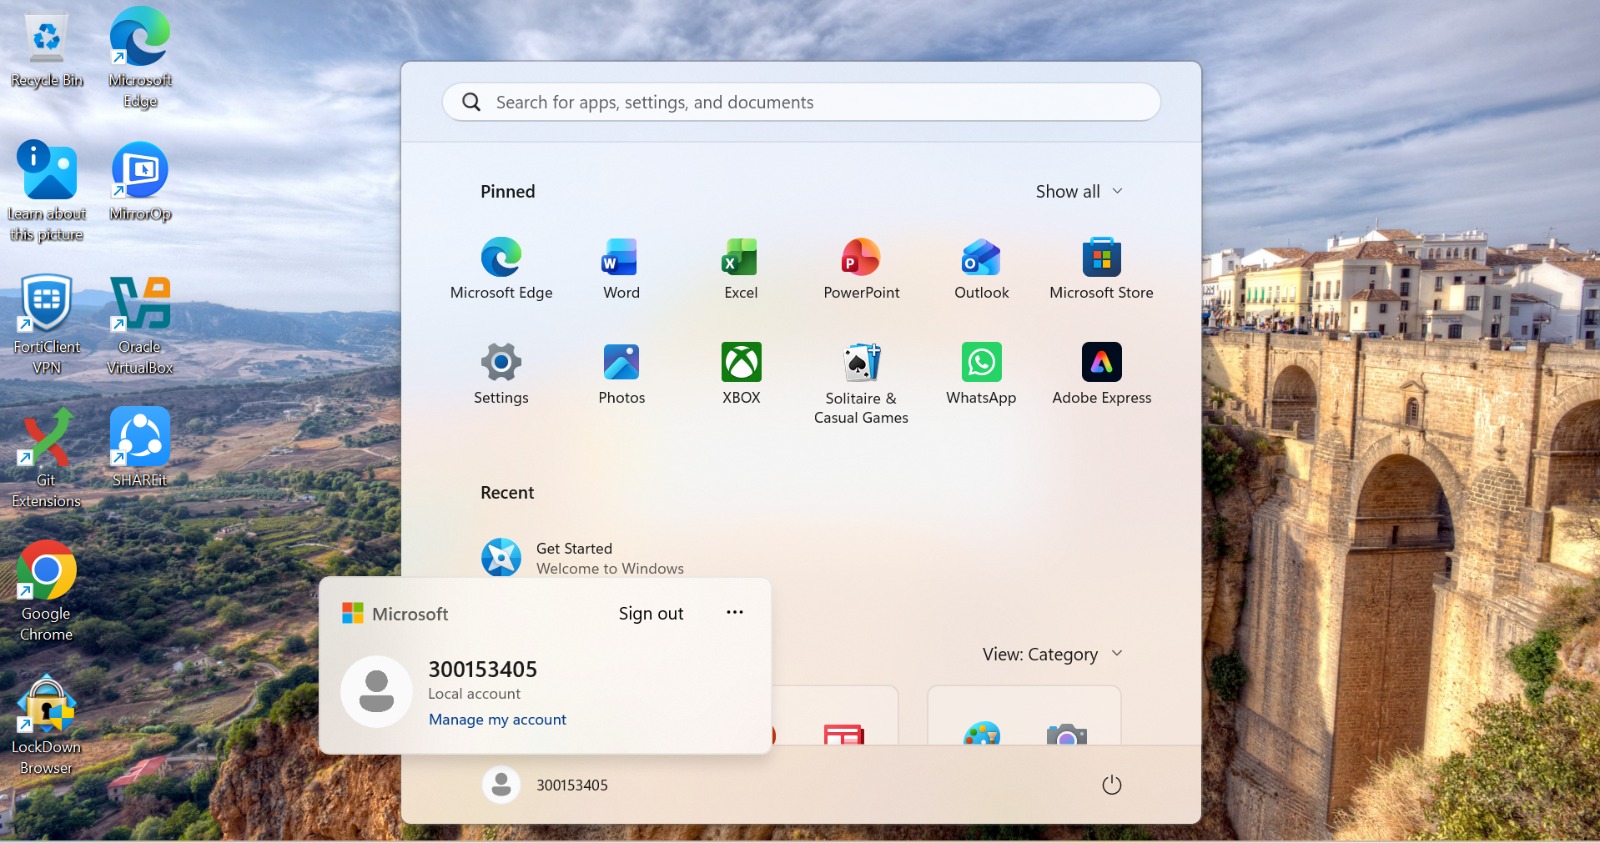 Recycle Bin
Microsoft
Edge
Learn about
this picture
MirrorOp
FortiClient
VPN
Oracle
VirtualBox
Git
Extensions
SHAREit
Google
Chrome
LockDown
Browser
Search for apps, settings, and documents
Pinned
Show all
Microsoft Edge
Word
Excel
PowerPoint
Outlook
Microsoft Store
Settings
Photos
XBOX
Solitaire &
Casual Games
WhatsApp
Adobe Express
Recent
Get Started
Welcome to Windows
Microsoft
Sign out
300153405
Local account
Manage my account
View: Category
300153405